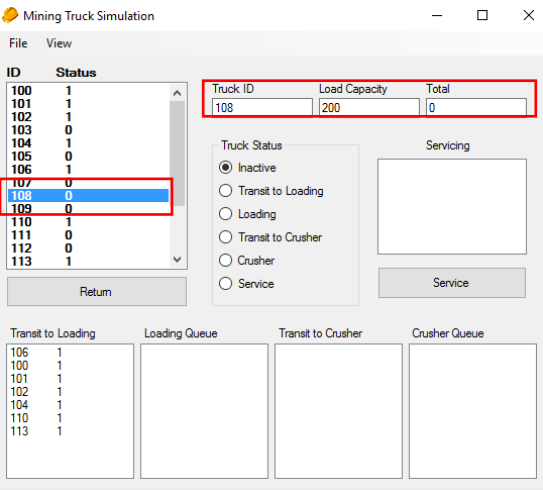 Mining Truck Simulation
File View
ID Status
100 1
101 1
102 1
103 0
104 1
105 0
106 1
107 0
108 0
109 0
110 1
111 0
112 0
113 1
Return
Truck ID Load Capacity Total
108 200 0
Truck Status
Inactive
Transit to Loading
Loading
Transit to Crusher
Crusher
Service
Servicing
Service
Transit to Loading Loading Queue Transit to Crusher Crusher Queue
106 1
100 1
101 1
102 1
104 1
110 1
113 1